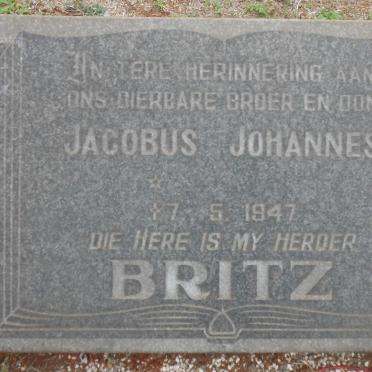 IN TERE HERINNERING AAN
ONS DIERBARE BROER EN OOM
JACOBUS JOHANNES
✝7. 5. 1947
DIE HERE IS MY HERDER
BRITZ